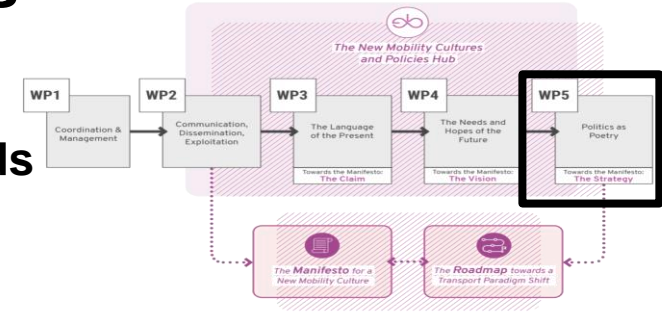 g
ls
The New Mobility Cultures
and Policies Hub
WP1
Coordination &
Management
WP2
Communication,
Dissemination,
Exploitation
WP3
The Language
of the Present
Towards the Manifesto:
The Claim
WP4
The Needs and
Hopes of the
Future
Towards the Manifesto:
The Vision
WP5
Politics as
Poetry
Towards the Manifesto:
The Strategy
The Manifesto for a
New Mobility Culture
The Roadmap towards a
Transport Paradigm Shift